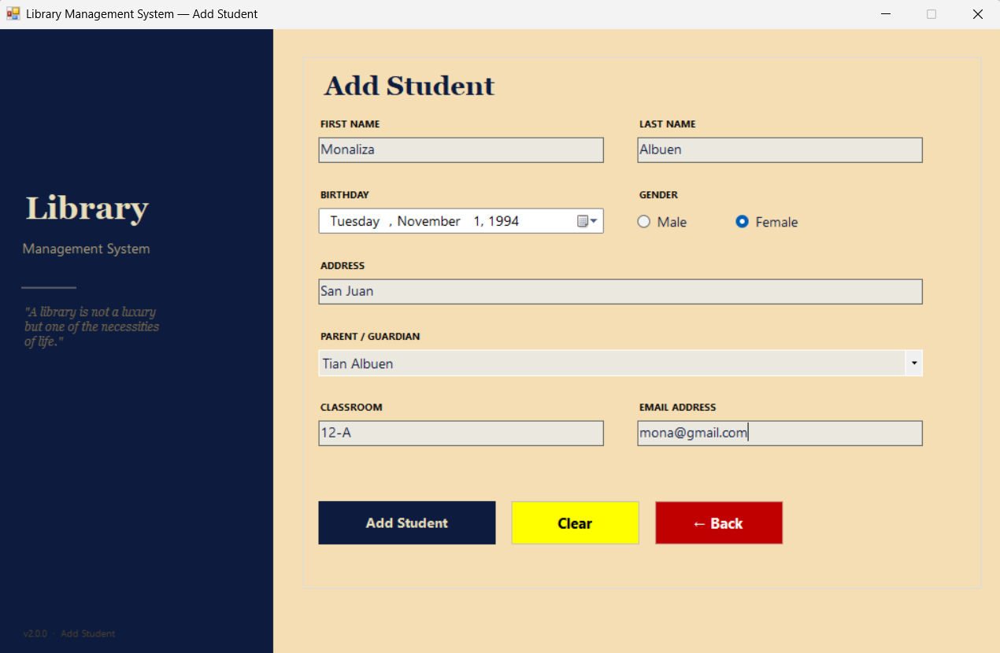 Library Management System — Add Student
Library
Management System
"A library is not a luxury
but one of the necessities
of life."
v2.0.0 · Add Student
Add Student
FIRST NAME
Monaliza
LAST NAME
Albuen
BIRTHDAY
Tuesday , November 1, 1994
GENDER
Male
Female
ADDRESS
San Juan
PARENT / GUARDIAN
Tian Albuen
CLASSROOM
12-A
EMAIL ADDRESS
mona@gmail.com
Add Student
Clear
← Back